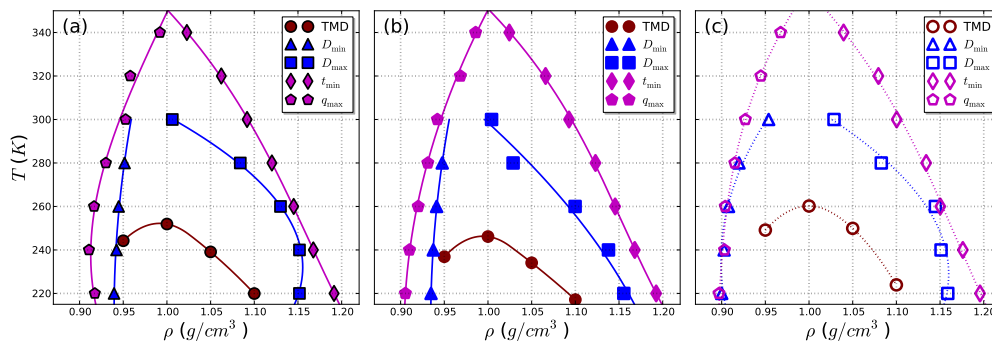 (a)
TMD
D_min
D_max
t_min
q_max
T (K)
340
320
300
280
260
240
220
0.90 0.95 1.00 1.05 1.10 1.15 1.20
ρ (g/cm³)
(b)
TMD
D_min
D_max
t_min
q_max
0.90 0.95 1.00 1.05 1.10 1.15 1.20
ρ (g/cm³)
(c)
TMD
D_min
D_max
t_min
q_max
0.90 0.95 1.00 1.05 1.10 1.15 1.20
ρ (g/cm³)